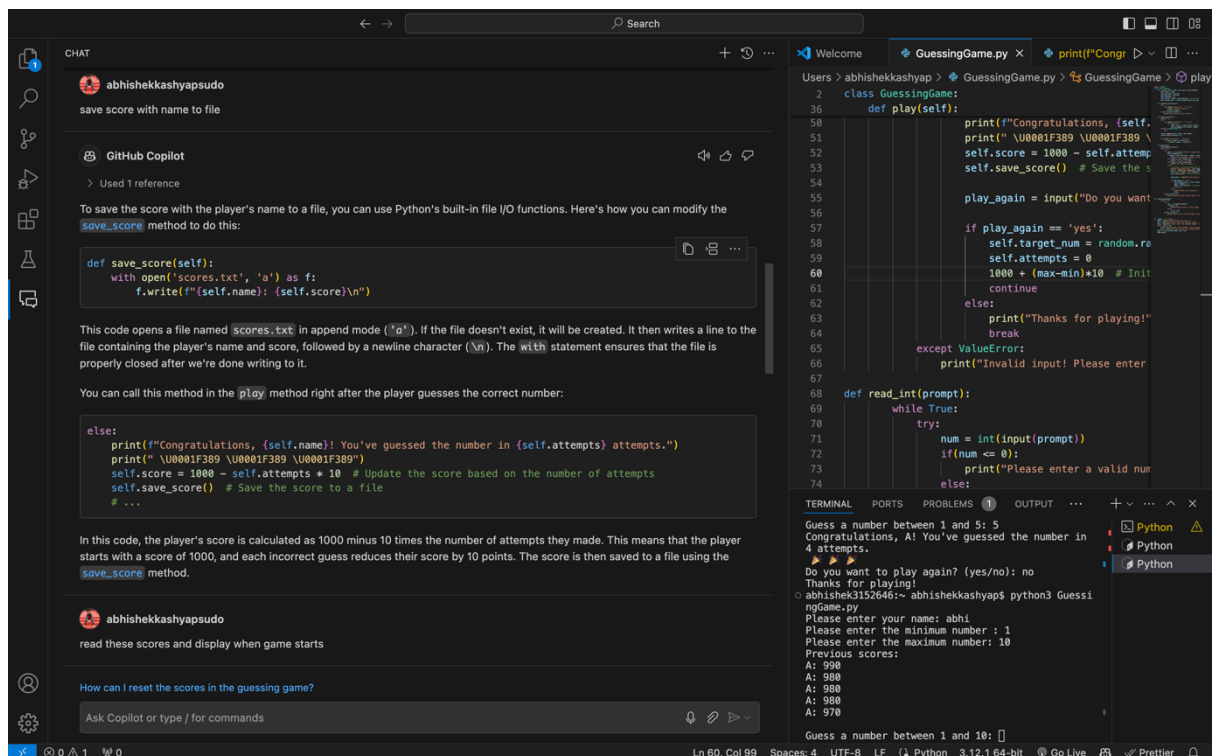 Search
CHAT
1
abhishekkashyapsudo
save score with name to file
GitHub Copilot
Used 1 reference
To save the score with the player's name to a file, you can use Python's built-in file I/O functions. Here's how you can modify the
save_score method to do this:
def save_score(self):
    with open('scores.txt', 'a') as f:
        f.write(f"{self.name}: {self.score}\n")
This code opens a file named scores.txt in append mode ('a'). If the file doesn't exist, it will be created. It then writes a line to the
file containing the player's name and score, followed by a newline character (\n). The with statement ensures that the file is
properly closed after we're done writing to it.
You can call this method in the play method right after the player guesses the correct number:
else:
    print(f"Congratulations, {self.name}! You've guessed the number in {self.attempts} attempts.")
    print(" \U0001F389 \U0001F389 \U0001F389")
    self.score = 1000 - self.attempts * 10  # Update the score based on the number of attempts
    self.save_score()  # Save the score to a file
    # ...
In this code, the player's score is calculated as 1000 minus 10 times the number of attempts they made. This means that the player
starts with a score of 1000, and each incorrect guess reduces their score by 10 points. The score is then saved to a file using the
save_score method.
abhishekkashyapsudo
read these scores and display when game starts
How can I reset the scores in the guessing game?
Ask Copilot or type / for commands
Welcome
GuessingGame.py
print(f"Congr
Users > abhishekkashyap > GuessingGame.py > GuessingGame > play
2 class GuessingGame:
36 def play(self):
50 print(f"Congratulations, {self.
51 print(" \U0001F389 \U0001F389 \
52 self.score = 1000 - self.attemp
53 self.save_score()  # Save the s
54
55 play_again = input("Do you want
56
57 if play_again == 'yes':
58 self.target_num = random.ra
59 self.attempts = 0
60 1000 + (max-min)*10  # Init
61 continue
62 else:
63 print("Thanks for playing!"
64 break
65 except ValueError:
66 print("Invalid input! Please enter
67
68 def read_int(prompt):
69 while True:
70 try:
71 num = int(input(prompt))
72 if(num <= 0):
73 print("Please enter a valid num
74 else:
TERMINAL PORTS PROBLEMS 1 OUTPUT
Guess a number between 1 and 5: 5
Congratulations, A! You've guessed the number in
4 attempts.
🎉 🎉 🎉
Do you want to play again? (yes/no): no
Thanks for playing!
abhishek3152646:~ abhishekkashyap$ python3 Guessi
ngGame.py
Please enter your name: abhi
Please enter the minimum number : 1
Please enter the maximum number: 10
Previous scores:
A: 990
A: 980
A: 980
A: 980
A: 970
Guess a number between 1 and 10:
Python
Python
Python
0 1 0
Ln 60, Col 99 Spaces: 4 UTF-8 LF Python 3.12.1 64-bit Go Live Prettier